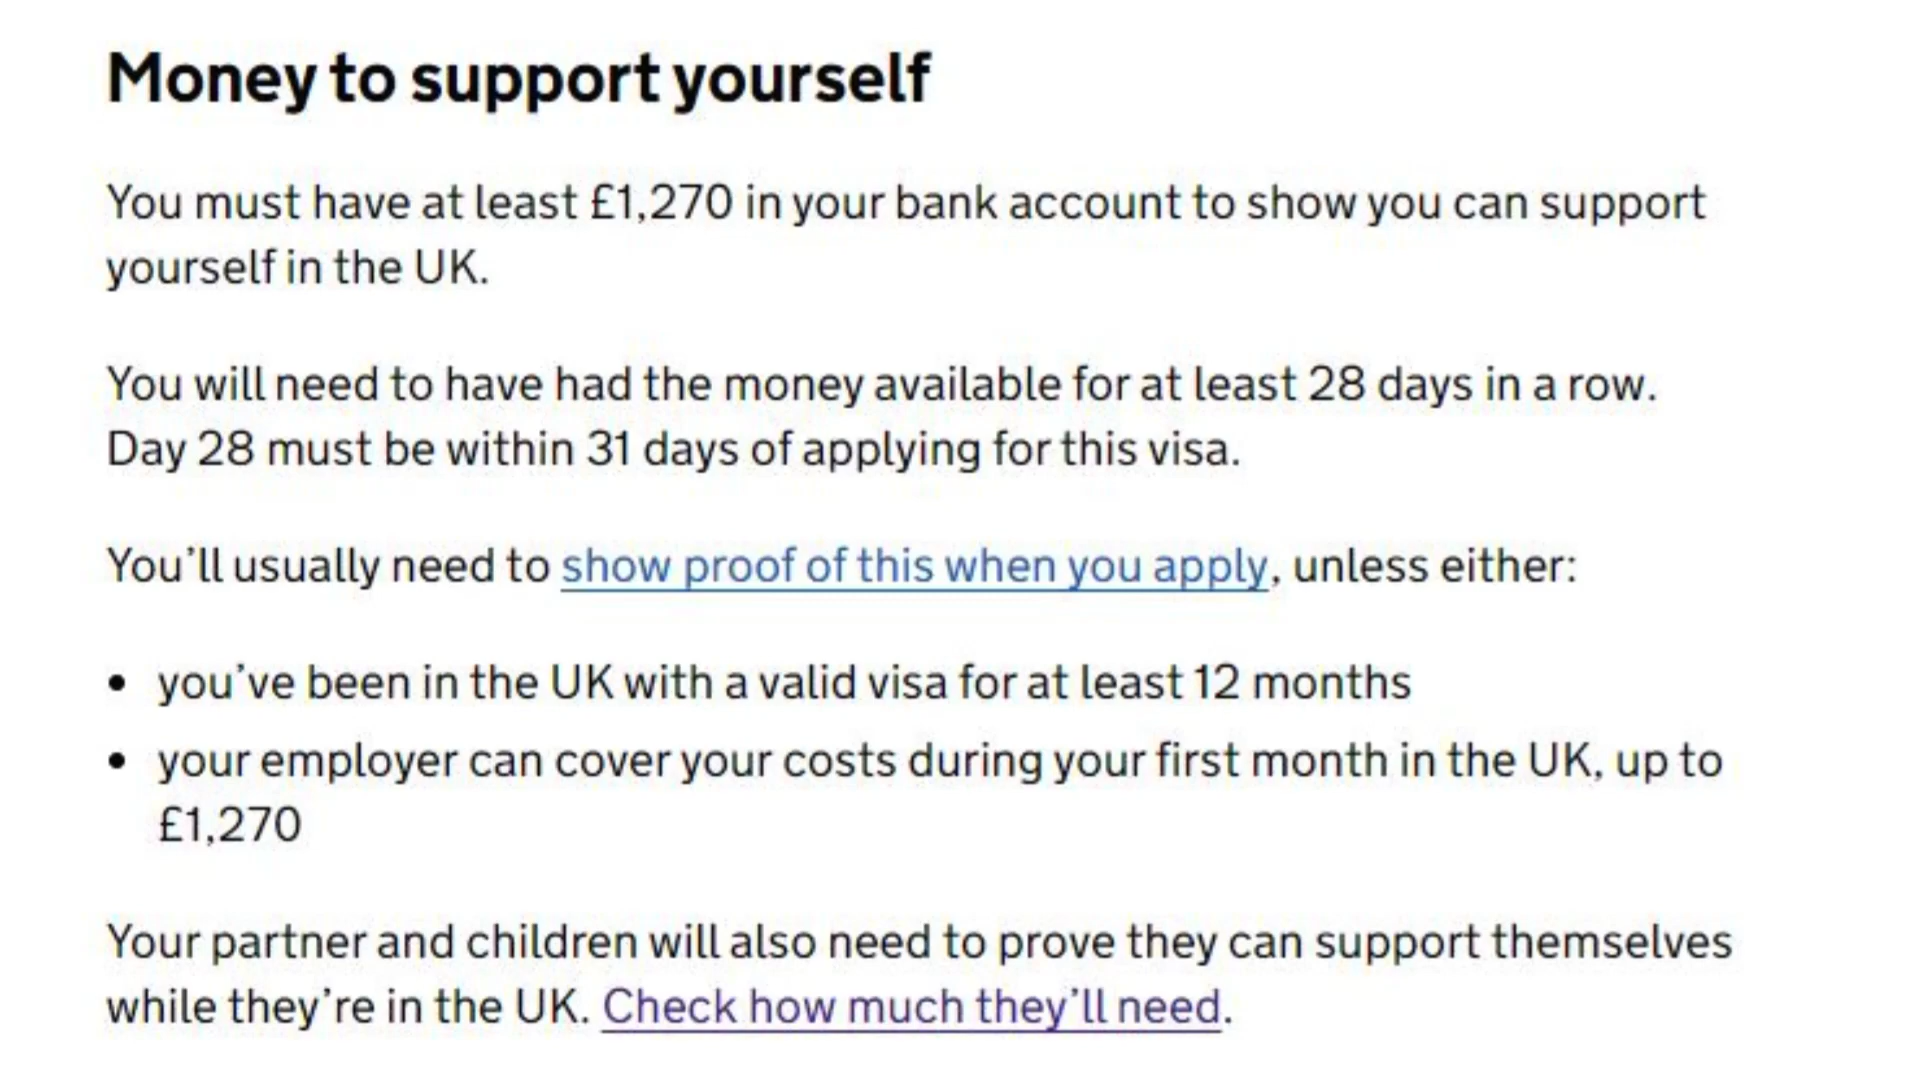 Money to support yourself
You must have at least £1,270 in your bank account to show you can support
yourself in the UK.
You will need to have had the money available for at least 28 days in a row.
Day 28 must be within 31 days of applying for this visa.
You’ll usually need to show proof of this when you apply, unless either:
• you’ve been in the UK with a valid visa for at least 12 months
• your employer can cover your costs during your first month in the UK, up to
£1,270
Your partner and children will also need to prove they can support themselves
while they’re in the UK. Check how much they’ll need.